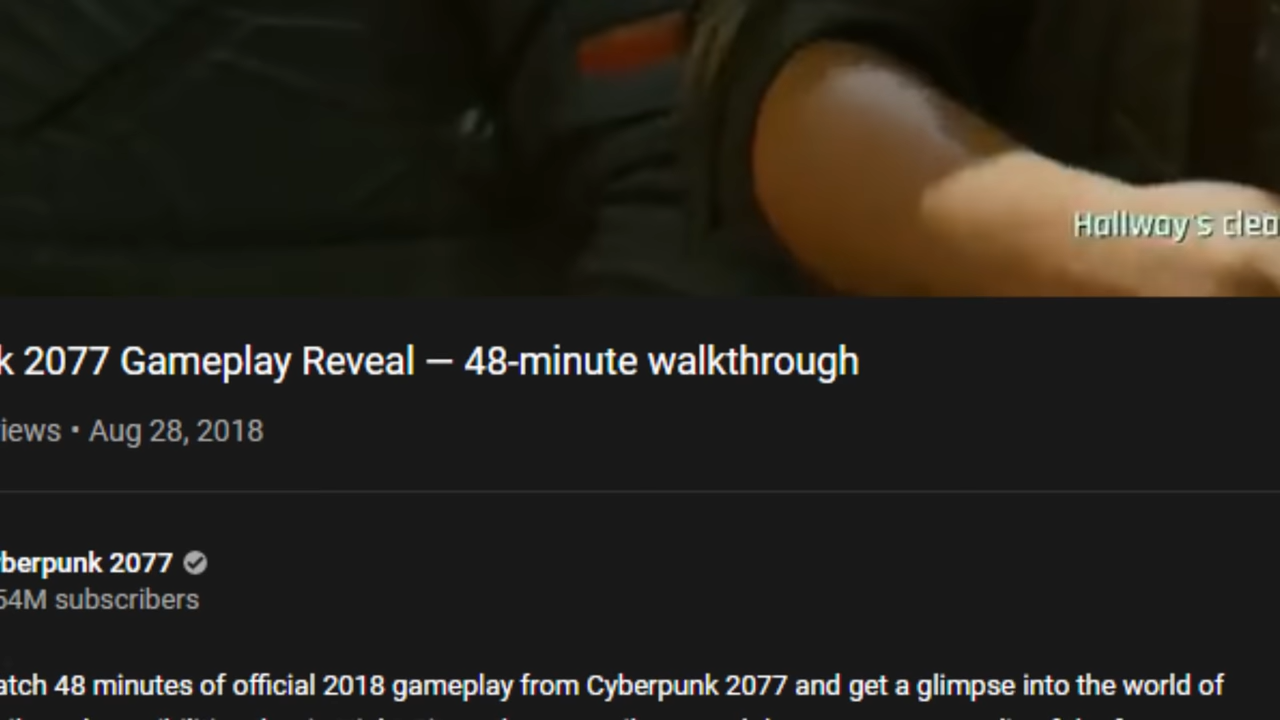 Hallway's clea
k 2077 Gameplay Reveal — 48-minute walkthrough
iews • Aug 28, 2018
berpunk 2077
54M subscribers
atch 48 minutes of official 2018 gameplay from Cyberpunk 2077 and get a glimpse into the world of